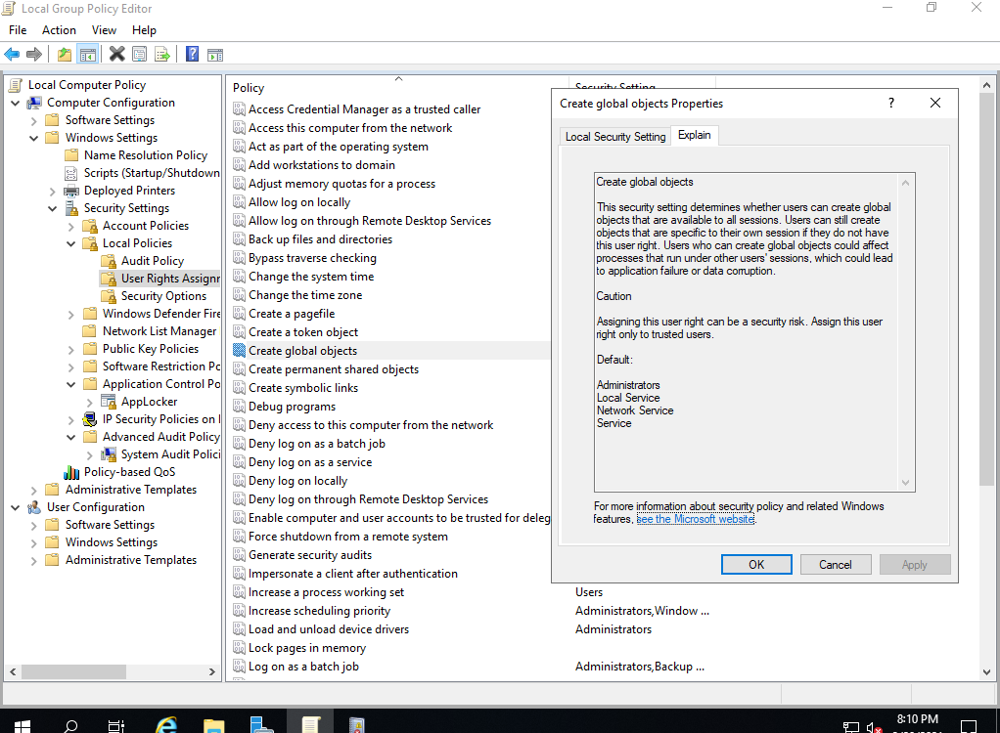 Local Group Policy Editor
File Action View Help
Local Computer Policy
Computer Configuration
Software Settings
Windows Settings
Name Resolution Policy
Scripts (Startup/Shutdown
Deployed Printers
Security Settings
Account Policies
Local Policies
Audit Policy
User Rights Assignr
Security Options
Windows Defender Fire
Network List Manager
Public Key Policies
Software Restriction Po
Application Control Po
AppLocker
IP Security Policies on
Advanced Audit Policy
System Audit Polici
Policy-based QoS
Administrative Templates
User Configuration
Software Settings
Windows Settings
Administrative Templates
Policy
Security Setting
Access Credential Manager as a trusted caller
Access this computer from the network
Act as part of the operating system
Add workstations to domain
Adjust memory quotas for a process
Allow log on locally
Allow log on through Remote Desktop Services
Back up files and directories
Bypass traverse checking
Change the system time
Change the time zone
Create a pagefile
Create a token object
Create global objects
Create permanent shared objects
Create symbolic links
Debug programs
Deny access to this computer from the network
Deny log on as a batch job
Deny log on as a service
Deny log on locally
Deny log on through Remote Desktop Services
Enable computer and user accounts to be trusted for deleg
Force shutdown from a remote system
Generate security audits
Impersonate a client after authentication
Increase a process working set Users
Increase scheduling priority Administrators,Window ...
Load and unload device drivers Administrators
Lock pages in memory
Log on as a batch job Administrators,Backup ...
Create global objects Properties
?
Local Security Setting Explain
Create global objects
This security setting determines whether users can create global
objects that are available to all sessions. Users can still create
objects that are specific to their own session if they do not have
this user right. Users who can create global objects could affect
processes that run under other users' sessions, which could lead
to application failure or data corruption.
Caution
Assigning this user right can be a security risk. Assign this user
right only to trusted users.
Default:
Administrators
Local Service
Network Service
Service
For more information about security policy and related Windows
features, see the Microsoft website.
OK Cancel Apply
8:10 PM